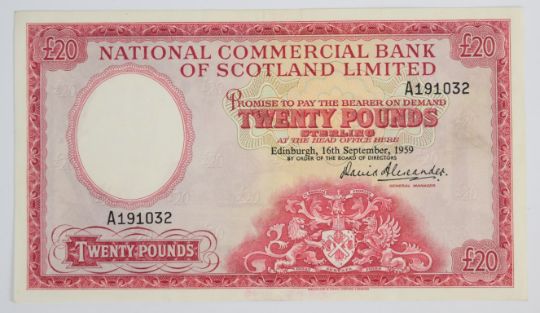 £20
£20
NATIONAL COMMERCIAL BANK
OF SCOTLAND LIMITED
A191032
PROMISE TO PAY THE BEARER ON DEMAND
TWENTY POUNDS
STERLING
AT THE HEAD OFFICE HERE
Edinburgh, 16th September, 1959
BY ORDER OF THE BOARD OF DIRECTORS
David Alexander.
GENERAL MANAGER
A191032
TWENTY·POUNDS
£20